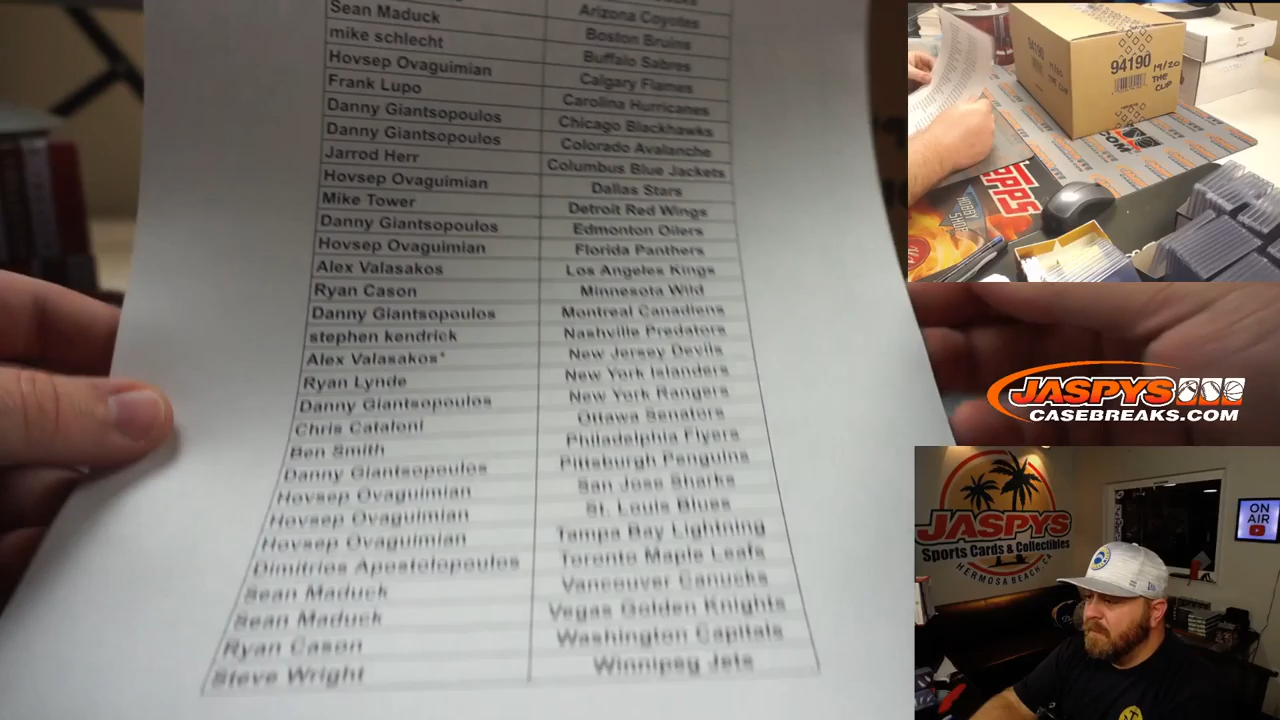 Arizona Coyotes
Sean Maduck Boston Bruins
mike schlecht Buffalo Sabres
Hovsep Ovaguimian Calgary Flames
Frank Lupo Carolina Hurricanes
Danny Giantsopoulos Chicago Blackhawks
Danny Giantsopoulos Colorado Avalanche
Jarrod Herr Columbus Blue Jackets
Hovsep Ovaguimian Dallas Stars
Mike Tower Detroit Red Wings
Danny Giantsopoulos Edmonton Oilers
Hovsep Ovaguimian Florida Panthers
Alex Valasakos Los Angeles Kings
Ryan Cason Minnesota Wild
Danny Giantsopoulos Montreal Canadiens
stephen kendrick Nashville Predators
Alex Valasakos* New Jersey Devils
Ryan Lynde New York Islanders
Danny Giantsopoulos New York Rangers
Chris Cataloni Ottawa Senators
Ben Smith Philadelphia Flyers
Danny Giantsopoulos Pittsburgh Penguins
Hovsep Ovaguimian San Jose Sharks
Hovsep Ovaguimian St. Louis Blues
Hovsep Ovaguimian Tampa Bay Lightning
Dimitrios Apostolopoulos Toronto Maple Leafs
Sean Maduck Vancouver Canucks
Sean Maduck Vegas Golden Knights
Ryan Cason Washington Capitals
Steve Wright Winnipeg Jets
94190
94190
19/20
THE
CUP
.COM
HOBBY
SHOP
JASPYS
CASEBREAKS.COM
JASPYS
Sports Cards & Collectibles
HERMOSA BEACH, CA
ON
AIR